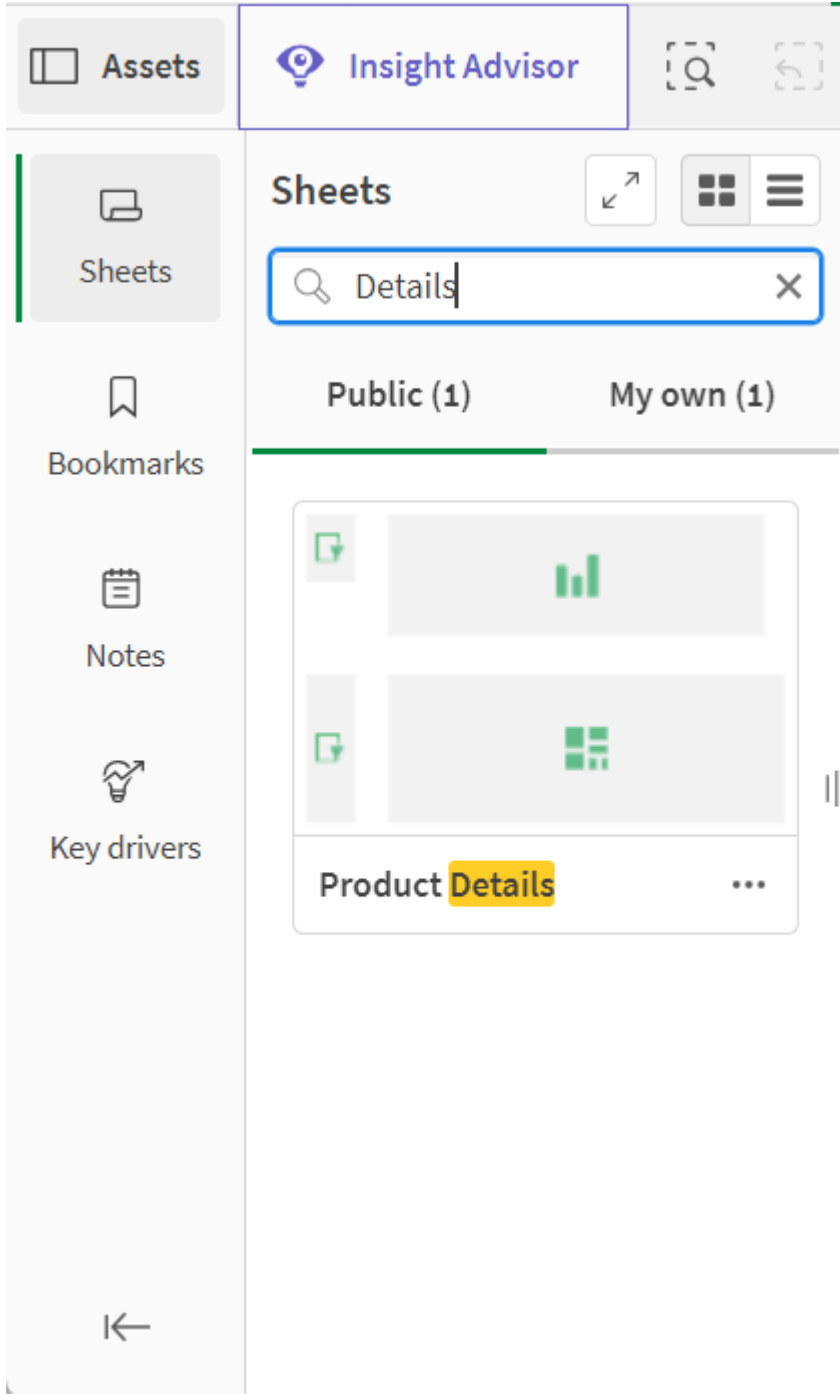 Assets
Insight Advisor
Sheets
Sheets
Details
Public (1)
My own (1)
Bookmarks
Notes
Key drivers
Product Details